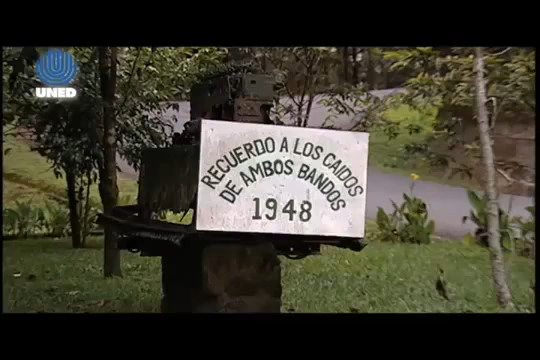 UNED
RECUERDO A LOS CAIDOS
DE AMBOS BANDOS
1948